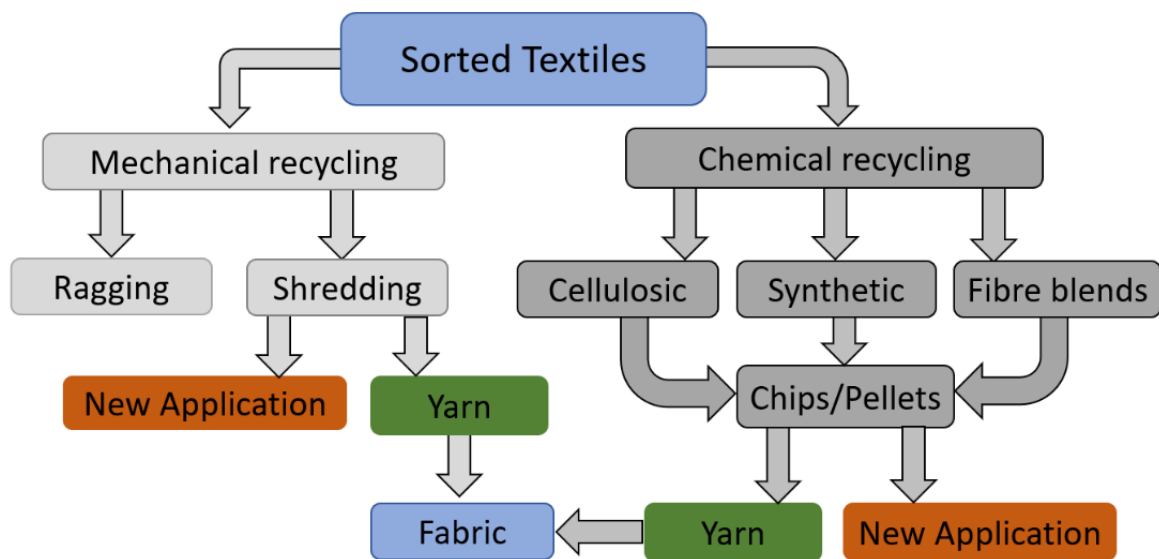 Sorted Textiles
Mechanical recycling
Chemical recycling
Ragging
Shredding
Cellulosic
Synthetic
Fibre blends
New Application
Yarn
Chips/Pellets
Fabric
Yarn
New Application